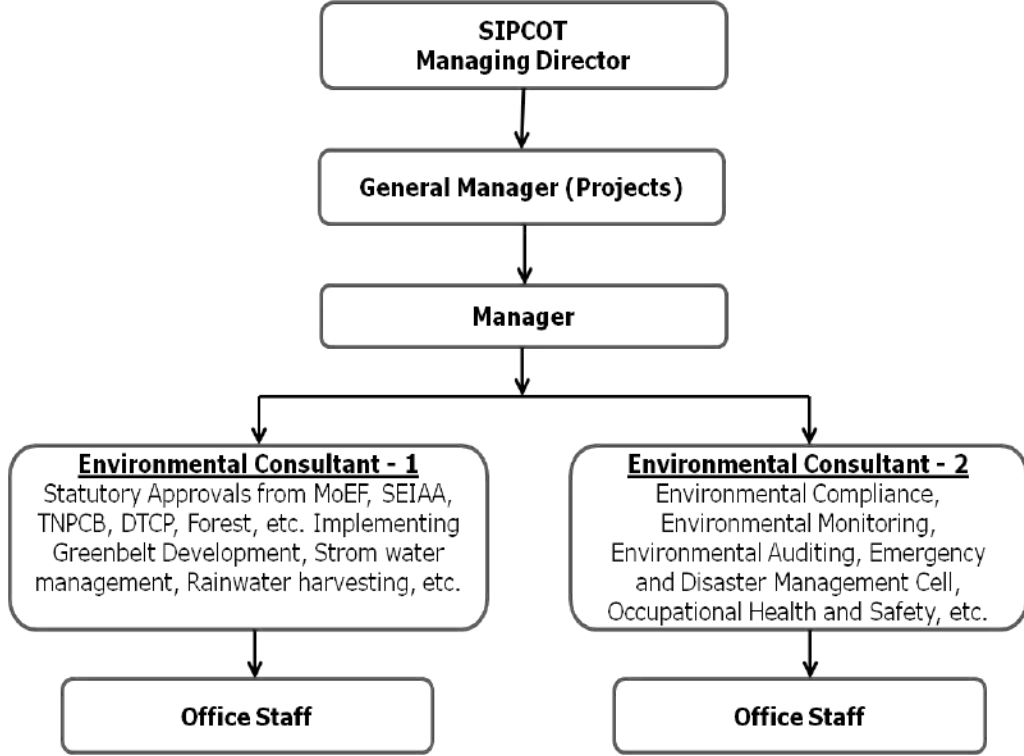 SIPCOT
Managing Director
General Manager (Projects)
Manager
Environmental Consultant - 1
Statutory Approvals from MoEF, SEIAA,
TNPCB, DTCP, Forest, etc. Implementing
Greenbelt Development, Strom water
management, Rainwater harvesting, etc.
Environmental Consultant - 2
Environmental Compliance,
Environmental Monitoring,
Environmental Auditing, Emergency
and Disaster Management Cell,
Occupational Health and Safety, etc.
Office Staff
Office Staff